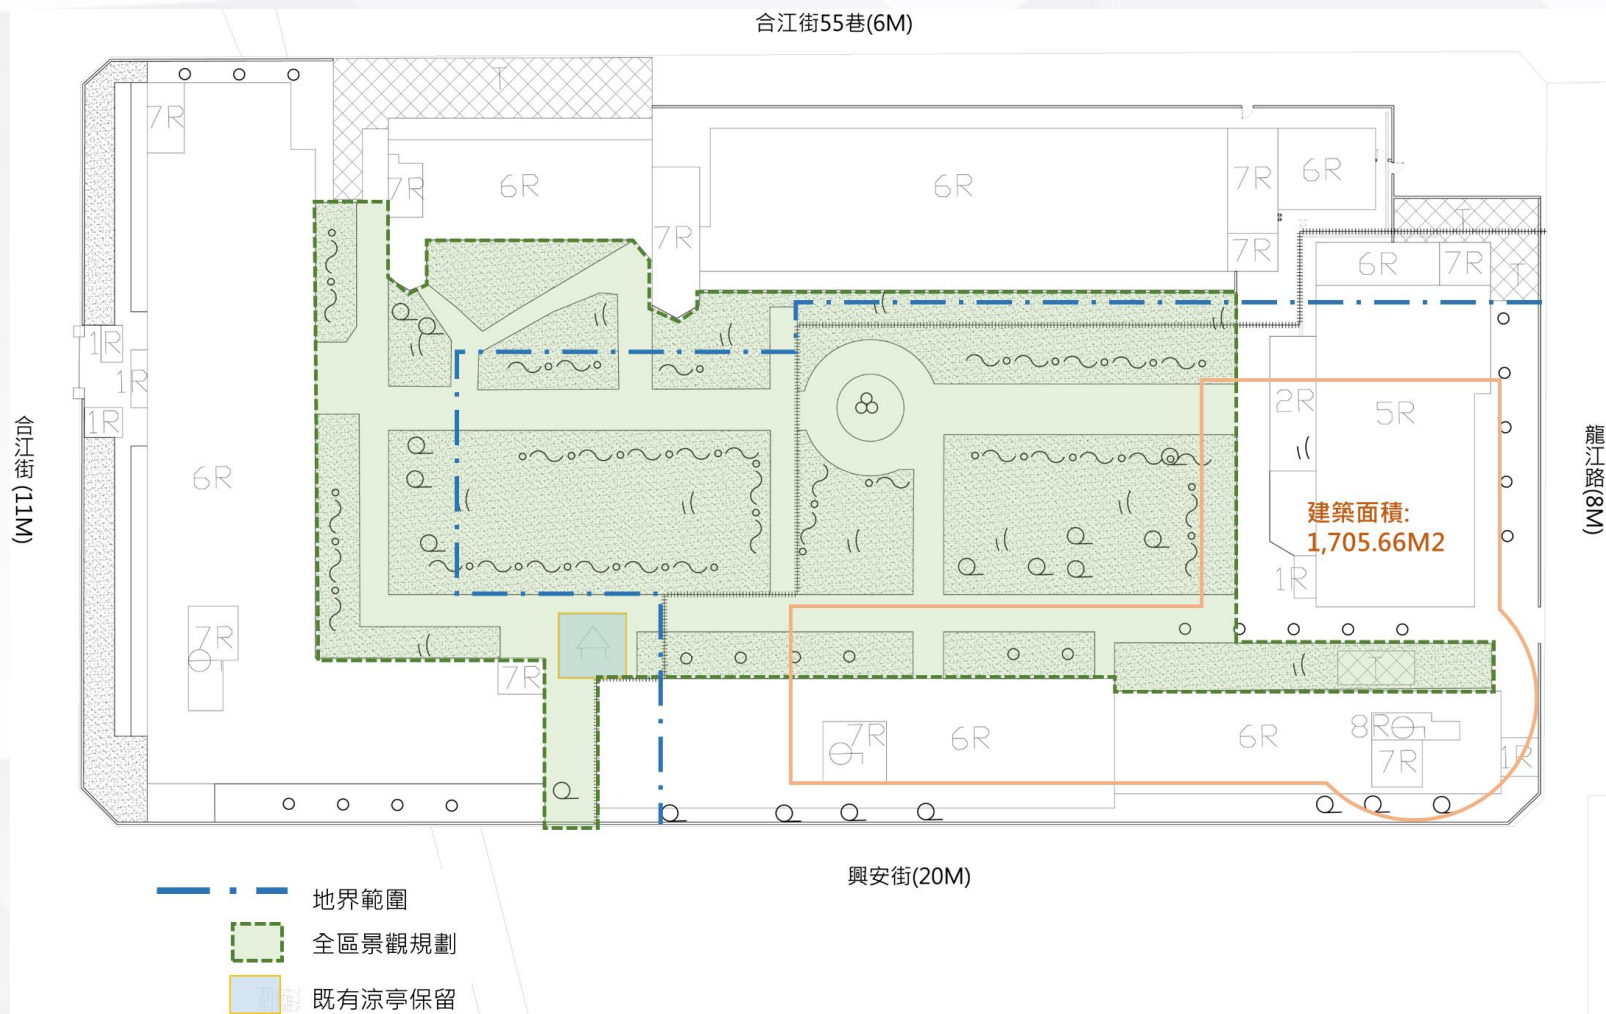 合江街55巷(6M)
T
7R
7R
6R
7R
6R
7R
6R
7R
T
T
6R
7R
1R
1R
1R
2R
5R
合江街 (11M)
龍江路(8M)
6R
建築面積:
1,705.66M2
1R
7R
7R
T
7R
6R
6R
8R
7R
1R
興安街(20M)
地界範圍
全區景觀規劃
既有涼亭保留